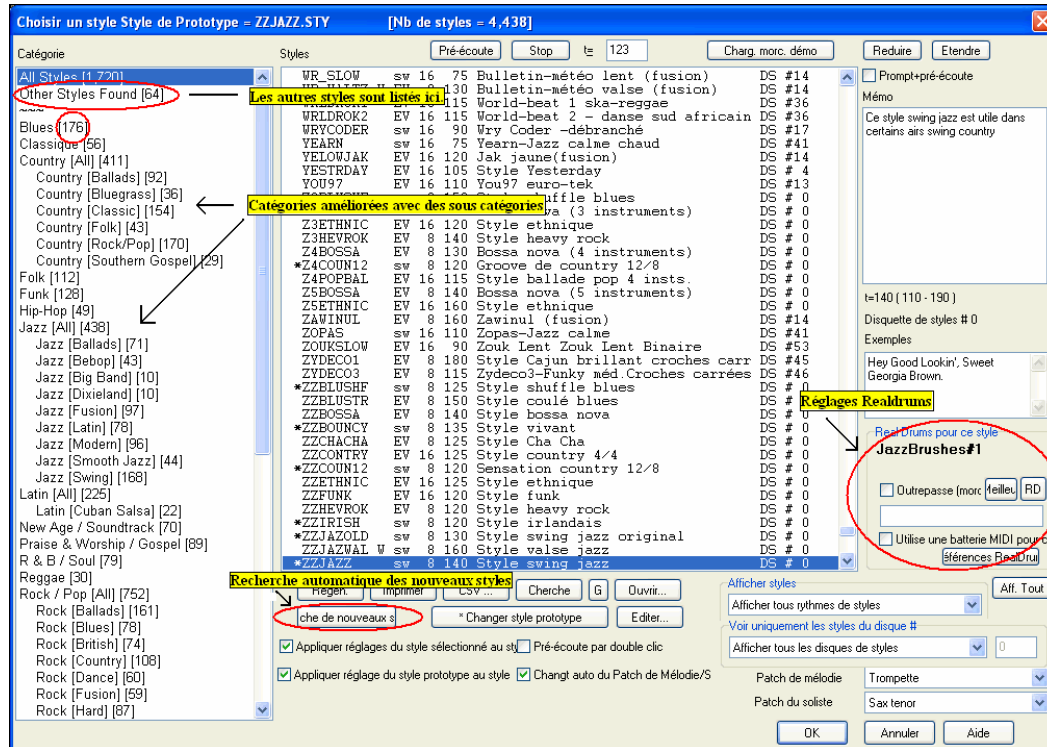 Choisir un style Style de Prototype = ZZJAZZ.STY [Nb de styles = 4,438]
Catégorie
All Styles [1,720]
Other Styles Found [64]
~~~
Blues [176]
Classique [56]
Country [All] [411]
Country [Ballads] [92]
Country [Bluegrass] [36]
Country [Classic] [154]
Country [Folk] [43]
Country [Rock/Pop] [170]
Country [Southern Gospel] [29]
Folk [112]
Funk [128]
Hip-Hop [49]
Jazz [All] [438]
Jazz [Ballads] [71]
Jazz [Bebop] [43]
Jazz [Big Band] [10]
Jazz [Dixieland] [10]
Jazz [Fusion] [97]
Jazz [Latin] [78]
Jazz [Modern] [96]
Jazz [Smooth Jazz] [44]
Jazz [Swing] [168]
Latin [All] [225]
Latin [Cuban Salsa] [22]
New Age / Soundtrack [70]
Praise & Worship / Gospel [89]
R & B / Soul [79]
Reggae [30]
Rock / Pop [All] [752]
Rock [Ballads] [161]
Rock [Blues] [78]
Rock [British] [74]
Rock [Country] [108]
Rock [Dance] [60]
Rock [Fusion] [59]
Rock [Hard] [87]
Les autres styles sont listés ici.
Catégories améliorées avec des sous catégories
Recherche automatique des nouveaux styles
Réglages Realdrums
Styles Pré-écoute Stop t= 123 Charg. morc. démo
WR_SLOW sw 16 75 Bulletin-météo lent (fusion) DS #14
130 Bulletin-météo valse (fusion) DS #14
115 World-beat 1 ska-reggae DS #36
WRLDROK2 EV 16 115 World-beat 2 - danse sud africain DS #36
WRYCODER sw 16 90 Wry Coder -débranché DS #17
YEARN sw 16 75 Yearn-Jazz calme chaud DS #41
YELOWJAK EV 16 120 Jak jaune(fusion) DS #14
YESTRDAY EV 16 105 Style Yesterday DS # 4
YOU97 EV 16 110 You97 euro-tek DS #13
uffle blues DS # 0
va (3 instruments) DS # 0
Z3ETHNIC EV 16 120 Style ethnique DS # 0
Z3HEVROK EV 8 140 Style heavy rock DS # 0
Z4BOSSA EV 8 130 Bossa nova (4 instruments) DS # 0
*Z4COUN12 sw 8 120 Groove de country 12/8 DS # 0
Z4POPBAL EV 16 115 Style ballade pop 4 insts. DS # 0
Z5BOSSA EV 8 140 Bossa nova (5 instruments) DS # 0
Z5ETHNIC EV 16 160 Style ethnique DS # 0
ZAWINUL EV 8 160 Zawinul (fusion) DS #14
ZOPAS sw 16 110 Zopas-Jazz calme DS #41
ZOUKSLOW EV 16 90 Zouk Lent Zouk Lent Binaire DS #53
ZYDECO1 EV 8 180 Style Cajun brillant croches carr DS #45
ZYDECO3 EV 8 115 Zydeco3-Funky méd.Croches carrées DS #46
*ZZBLUSHF sw 8 125 Style shuffle blues DS # 0
ZZBLUSTR EV 8 150 Style coulé blues DS #
ZZBOSSA EV 8 140 Style bossa nova DS #
*ZZBOUNCY sw 8 135 Style vivant DS # 0
ZZCHACHA EV 8 125 Style Cha Cha DS # 0
ZZCONTRY EV 16 125 Style country 4/4 DS # 0
*ZZCOUN12 sw 8 120 Sensation country 12/8 DS # 0
ZZETHNIC EV 16 125 Style ethnique DS # 0
ZZFUNK EV 16 120 Style funk DS # 0
ZZHEVROK EV 8 120 Style heavy rock DS # 0
*ZZIRISH sw 8 120 Style irlandais DS # 0
*ZZJAZOLD sw 8 130 Style swing jazz original DS # 0
ZZJAZWAL W sw 8 160 Style valse jazz DS # 0
*ZZJAZZ sw 8 140 Style swing jazz DS # 0
Régén. Imprimer CSV ... Cherche G Ouvrir...
che de nouveaux s * Changer style prototype Editer...
Appliquer réglages du style sélectionné au sty Pré-écoute par double clic
Appliquer réglage du style prototype au style Changt auto du Patch de Mélodie/S
Reduire Etendre
Prompt+pré-écoute
Mémo
Ce style swing jazz est utile dans
certains airs swing country
t=140 ( 110 - 190 )
Disquette de styles # 0
Exemples
Hey Good Lookin', Sweet
Georgia Brown.
Real Drums pour ce style
JazzBrushes#1
Outrepasse (morc Meilleu RD
Utilise une batterie MIDI pour c
éférences RealDrur
Afficher styles Aff. Tout
Afficher tous rythmes de styles
Voir uniquement les styles du disque #
Afficher tous les disques de styles 0
Patch de mélodie Trompette
Patch du soliste Sax tenor
OK Annuler Aide